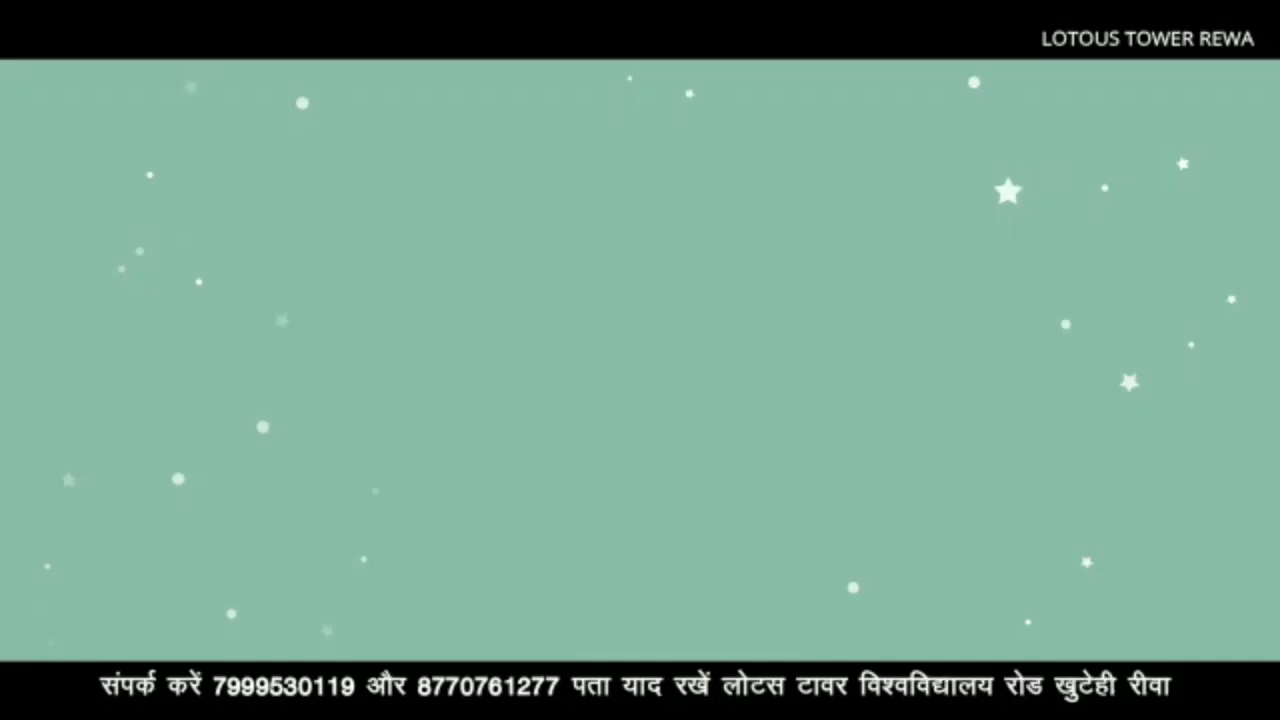 LOTOUS TOWER REWA
संपर्क करें 7999530119 और 8770761277 पता याद रखें लोटस टावर विश्वविद्यालय रोड खुटेही रीवा